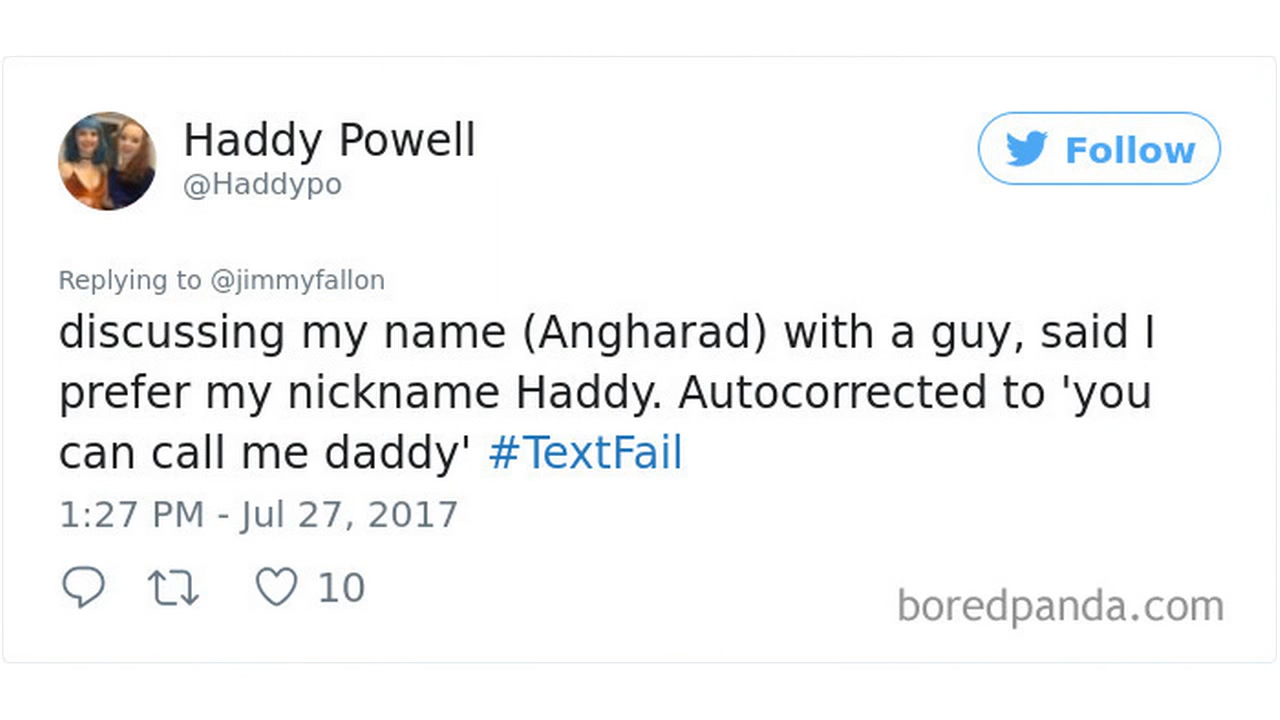 Haddy Powell
@Haddypo
Follow
Replying to @jimmyfallon
discussing my name (Angharad) with a guy, said I
prefer my nickname Haddy. Autocorrected to 'you
can call me daddy' #TextFail
1:27 PM - Jul 27, 2017
10
boredpanda.com